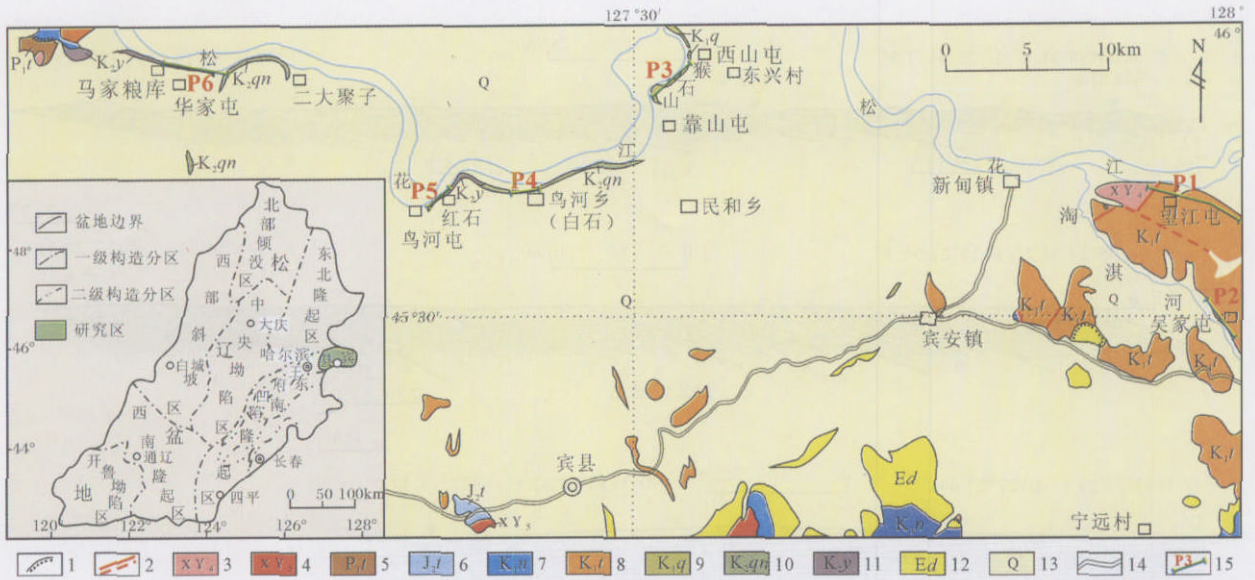 127°30′
128°
46°
K₁q
P₁t
K₂y
松
P6
K₂qn
马家粮库
华家屯
二大聚子
Q
P3
猴
石
山
西山屯
东兴村
靠山屯
0 5 10km
N
松
K₂qn
花
P5
K₂y
红石
鸟河屯
P4
鸟河乡
(白石)
K₂qn
江
民和乡
新甸镇
花
江
XY₄
P1
望江屯
淘
K₁t
淇
Q
河
P2
吴家屯
45°30′
Q
宾安镇
K₁t
K₁t
K₁t
K₁t
K₁t
宾县
J₂t
XY₅
Ed
K₁n
宁远村
盆地边界
一级构造分区
二级构造分区
研究区
48°
46°
44°
120°
122°
124°
126°
128°
北部倾没区
松
东北隆起区
西部斜坡区
中央坳陷区
辽
大庆
哈尔滨
宾县
白城
王府凹陷
东南隆起区
西南隆起区
盆
通辽
长春
四平
开鲁坳陷区
地
0 50 100km
1 2 XY₄ 3 XY₅ 4 P₁t 5 J₂t 6 K₁n 7 K₁t 8 K₁q 9 K₂qn 10 K₂y 11 Ed 12 Q 13 14 P3 15